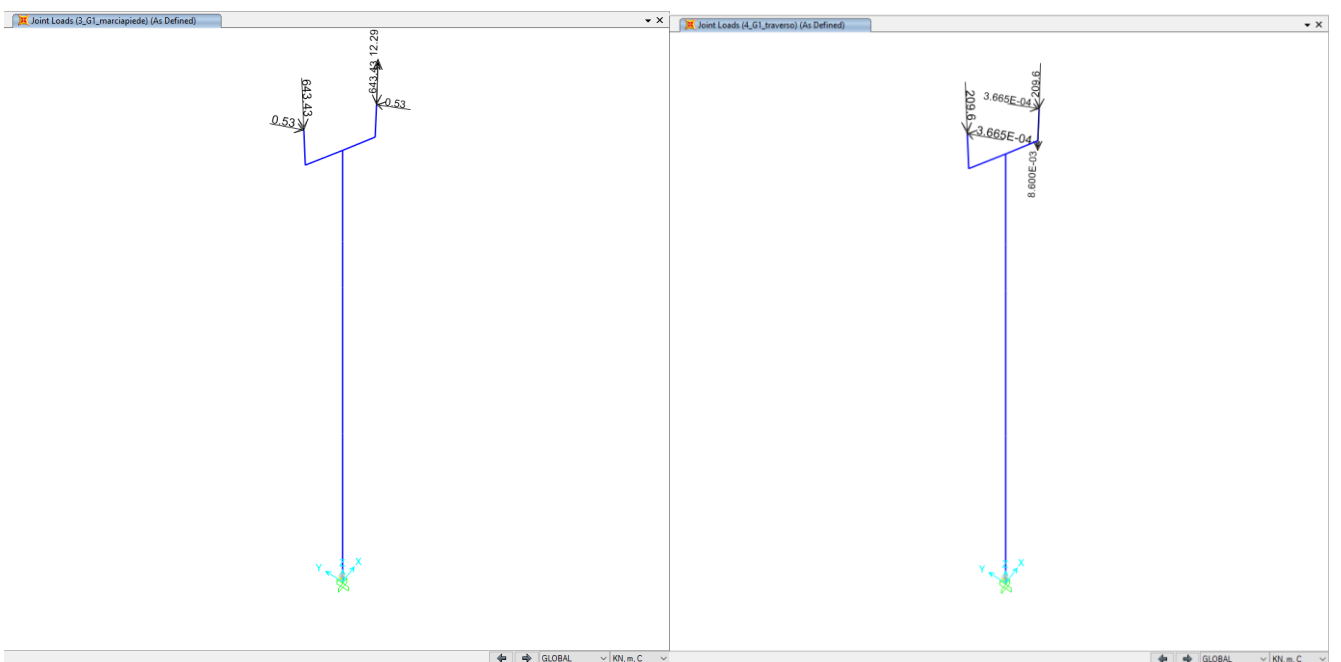 Joint Loads (3_G1_marciapiede) (As Defined)
643.43
0.53
643.43
12.29
0.53
Y
Z
X
GLOBAL
KN, m, C
Joint Loads (4_G1_traverso) (As Defined)
209.6
3.665E-04
209.6
3.665E-04
8.600E-03
Y
Z
X
GLOBAL
KN, m, C